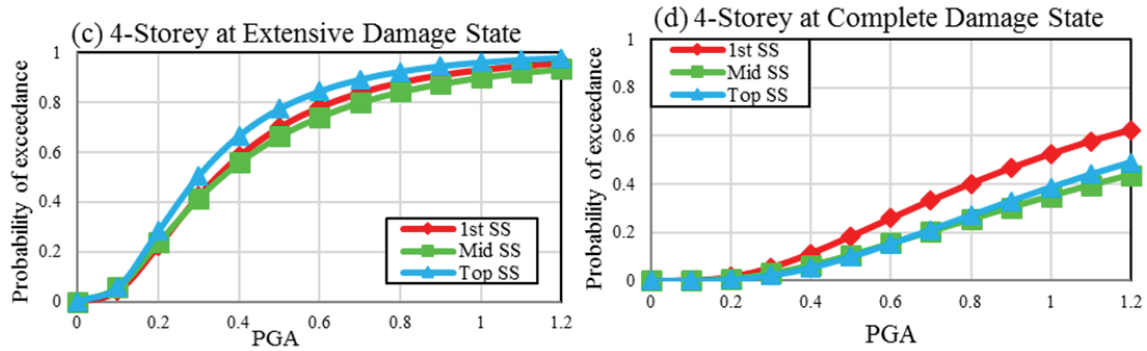 (c) 4-Storey at Extensive Damage State
Probability of exceedance
1
0.8
0.6
0.4
0.2
0
0 0.2 0.4 0.6 0.8 1 1.2
PGA
1st SS
Mid SS
Top SS
(d) 4-Storey at Complete Damage State
Probability of exceedance
1
0.8
0.6
0.4
0.2
0
0 0.2 0.4 0.6 0.8 1 1.2
PGA
1st SS
Mid SS
Top SS